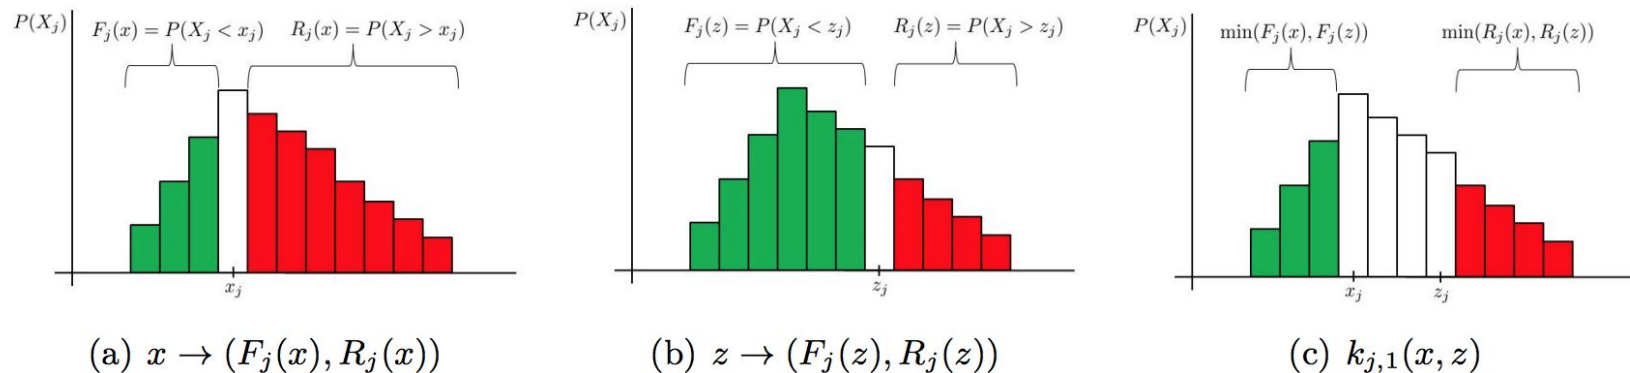 P(X_j)
F_j(x) = P(X_j < x_j)
R_j(x) = P(X_j > x_j)
x_j
(a) x → (F_j(x), R_j(x))
P(X_j)
F_j(z) = P(X_j < z_j)
R_j(z) = P(X_j > z_j)
z_j
(b) z → (F_j(z), R_j(z))
P(X_j)
min(F_j(x), F_j(z))
min(R_j(x), R_j(z))
x_j
z_j
(c) k_{j,1}(x, z)